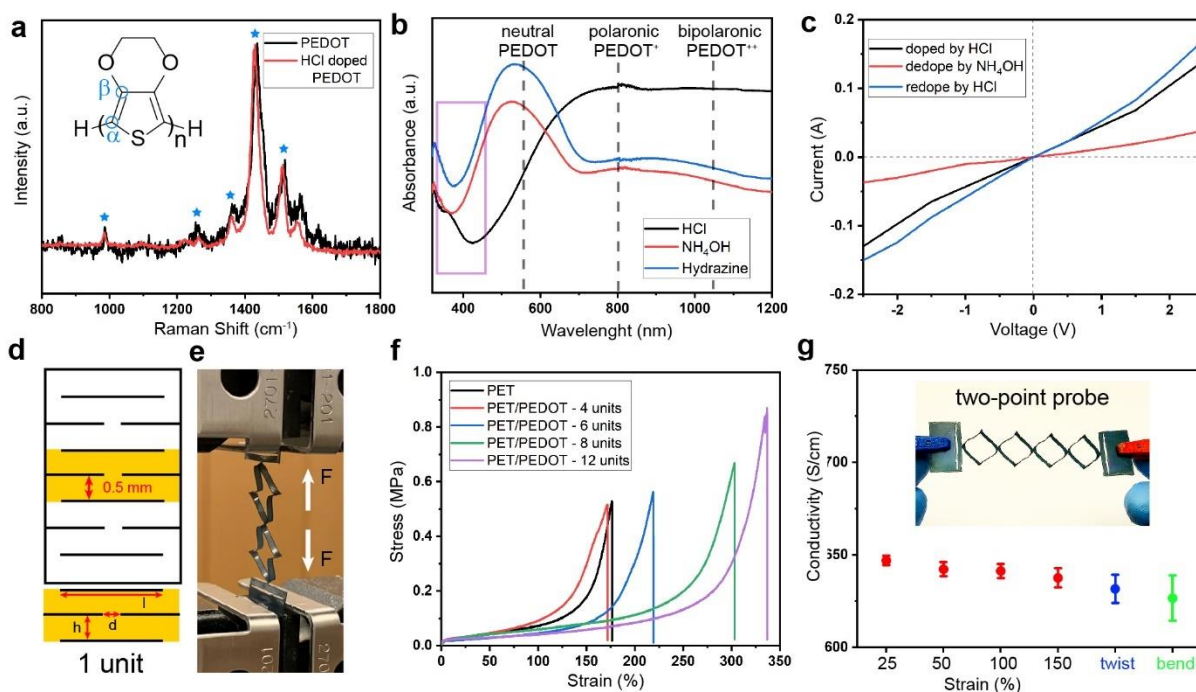 a
Intensity (a.u.)
PEDOT
HCl doped
PEDOT
O
O
β
H
α
S
n
H
800 1000 1200 1400 1600 1800
Raman Shift (cm⁻¹)
b
Absorbance (a.u.)
neutral polaronic bipolaronic
PEDOT PEDOT⁺ PEDOT⁺⁺
HCl
NH₄OH
Hydrazine
400 600 800 1000 1200
Wavelenght (nm)
c
Current (A)
0.2
0.1
0.0
-0.1
-0.2
doped by HCl
dedope by NH₄OH
redope by HCl
-2 -1 0 1 2
Voltage (V)
d
0.5 mm
l
h
d
1 unit
e
2701
1-201
F
F
201
270
f
Stress (MPa)
1.0
0.8
0.6
0.4
0.2
0.0
PET
PET/PEDOT - 4 units
PET/PEDOT - 6 units
PET/PEDOT - 8 units
PET/PEDOT - 12 units
0 50 100 150 200 250 300 350
Strain (%)
g
Conductivity (S/cm)
750
700
350
600
two-point probe
25 50 100 150 twist bend
Strain (%)